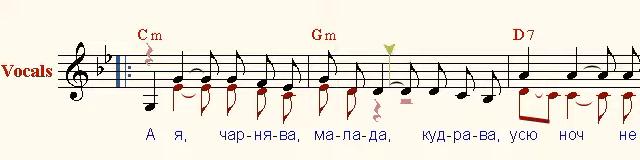 Cm Gm D7
Vocals
А я, чар-ня-ва, ма-ла-да, куд-ра-ва, усю ноч не